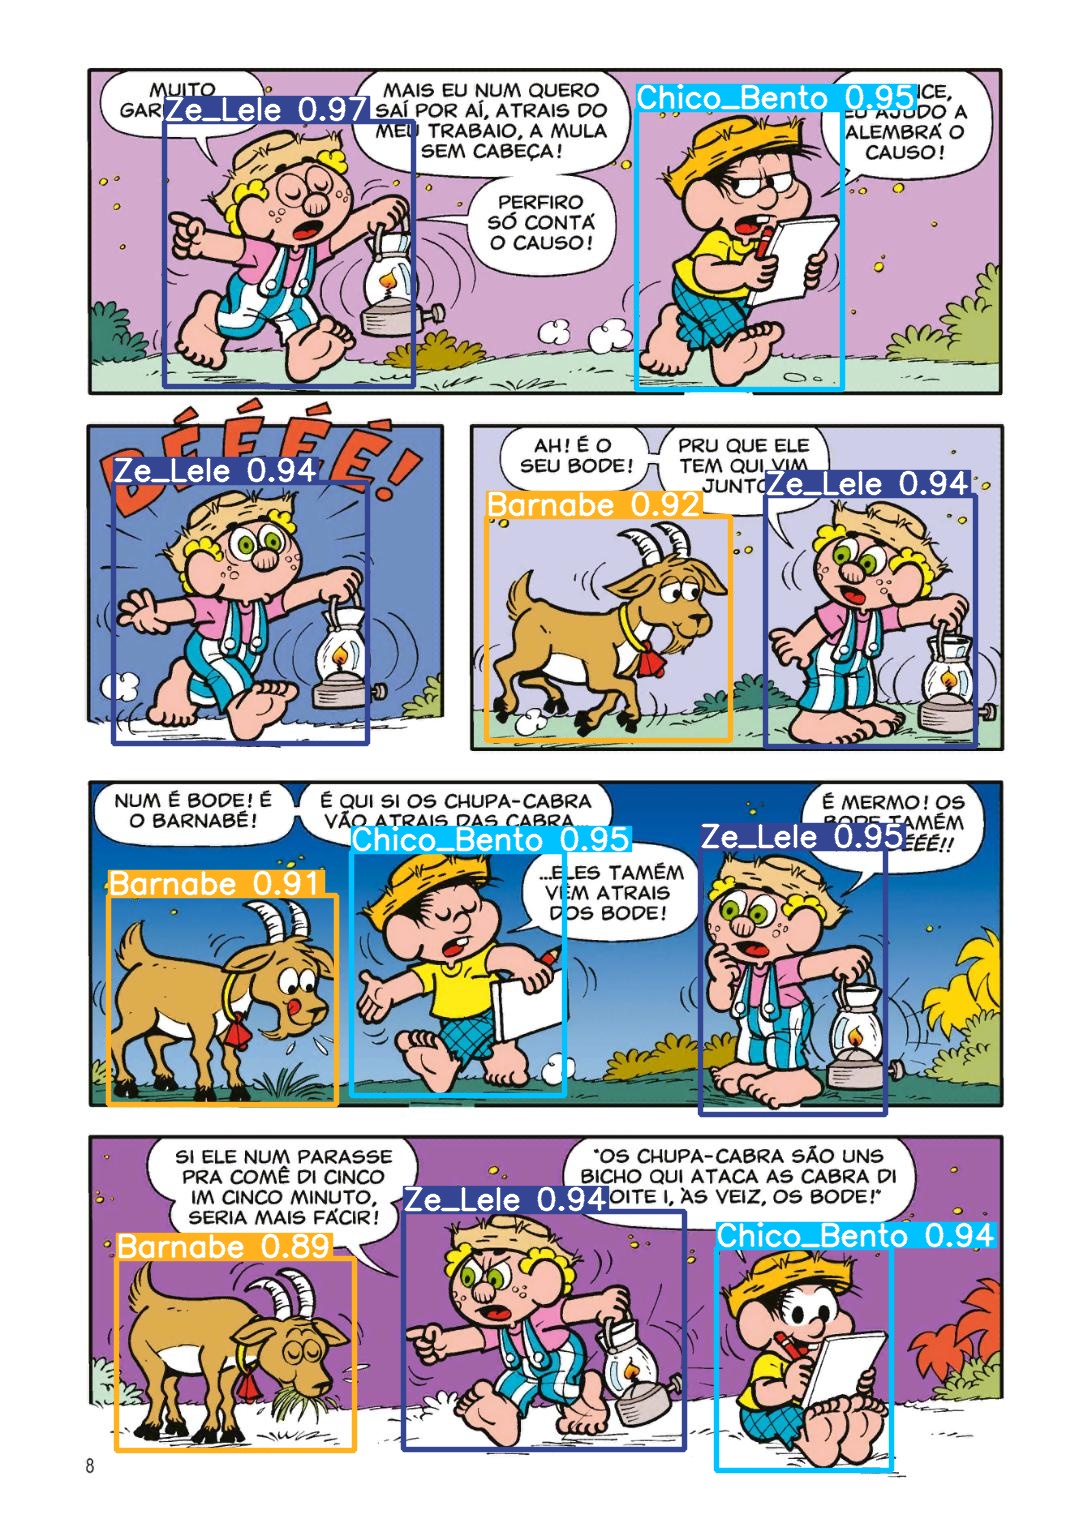 MUITO
Ze_Lele 0.97
MAIS EU NUM QUERO
SAÍ POR AÍ, ATRAIS DO
MEU TRABAIO, A MULA
SEM CABEÇA!
PERFIRO
SÓ CONTÁ
O CAUSO!
Chico_Bento 0.95
EU AJUDO A
ALEMBRÁ O
CAUSO!
BÉÉÉÉ!
Ze_Lele 0.94
AH! É O
SEU BODE!
PRU QUE ELE
TEM QUI VIM
Barnabe 0.92
Ze_Lele 0.94
NUM É BODE! É
O BARNABÉ!
É QUI SI OS CHUPA-CABRA
VÃO ATRAIS DAS CABRA...
Barnabe 0.91
Chico_Bento 0.95
...ELES TAMÉM
VÊM ATRAIS
DOS BODE!
É MERMO! OS
BODE TAMÉM
Ze_Lele 0.95
SI ELE NUM PARASSE
PRA COMÊ DI CINCO
IM CINCO MINUTO,
SERIA MAIS FÁCIR!
Barnabe 0.89
Ze_Lele 0.94
"OS CHUPA-CABRA SÃO UNS
BICHO QUI ATACA AS CABRA DI
I, ÀS VEIZ, OS BODE!"
Chico_Bento 0.94
8